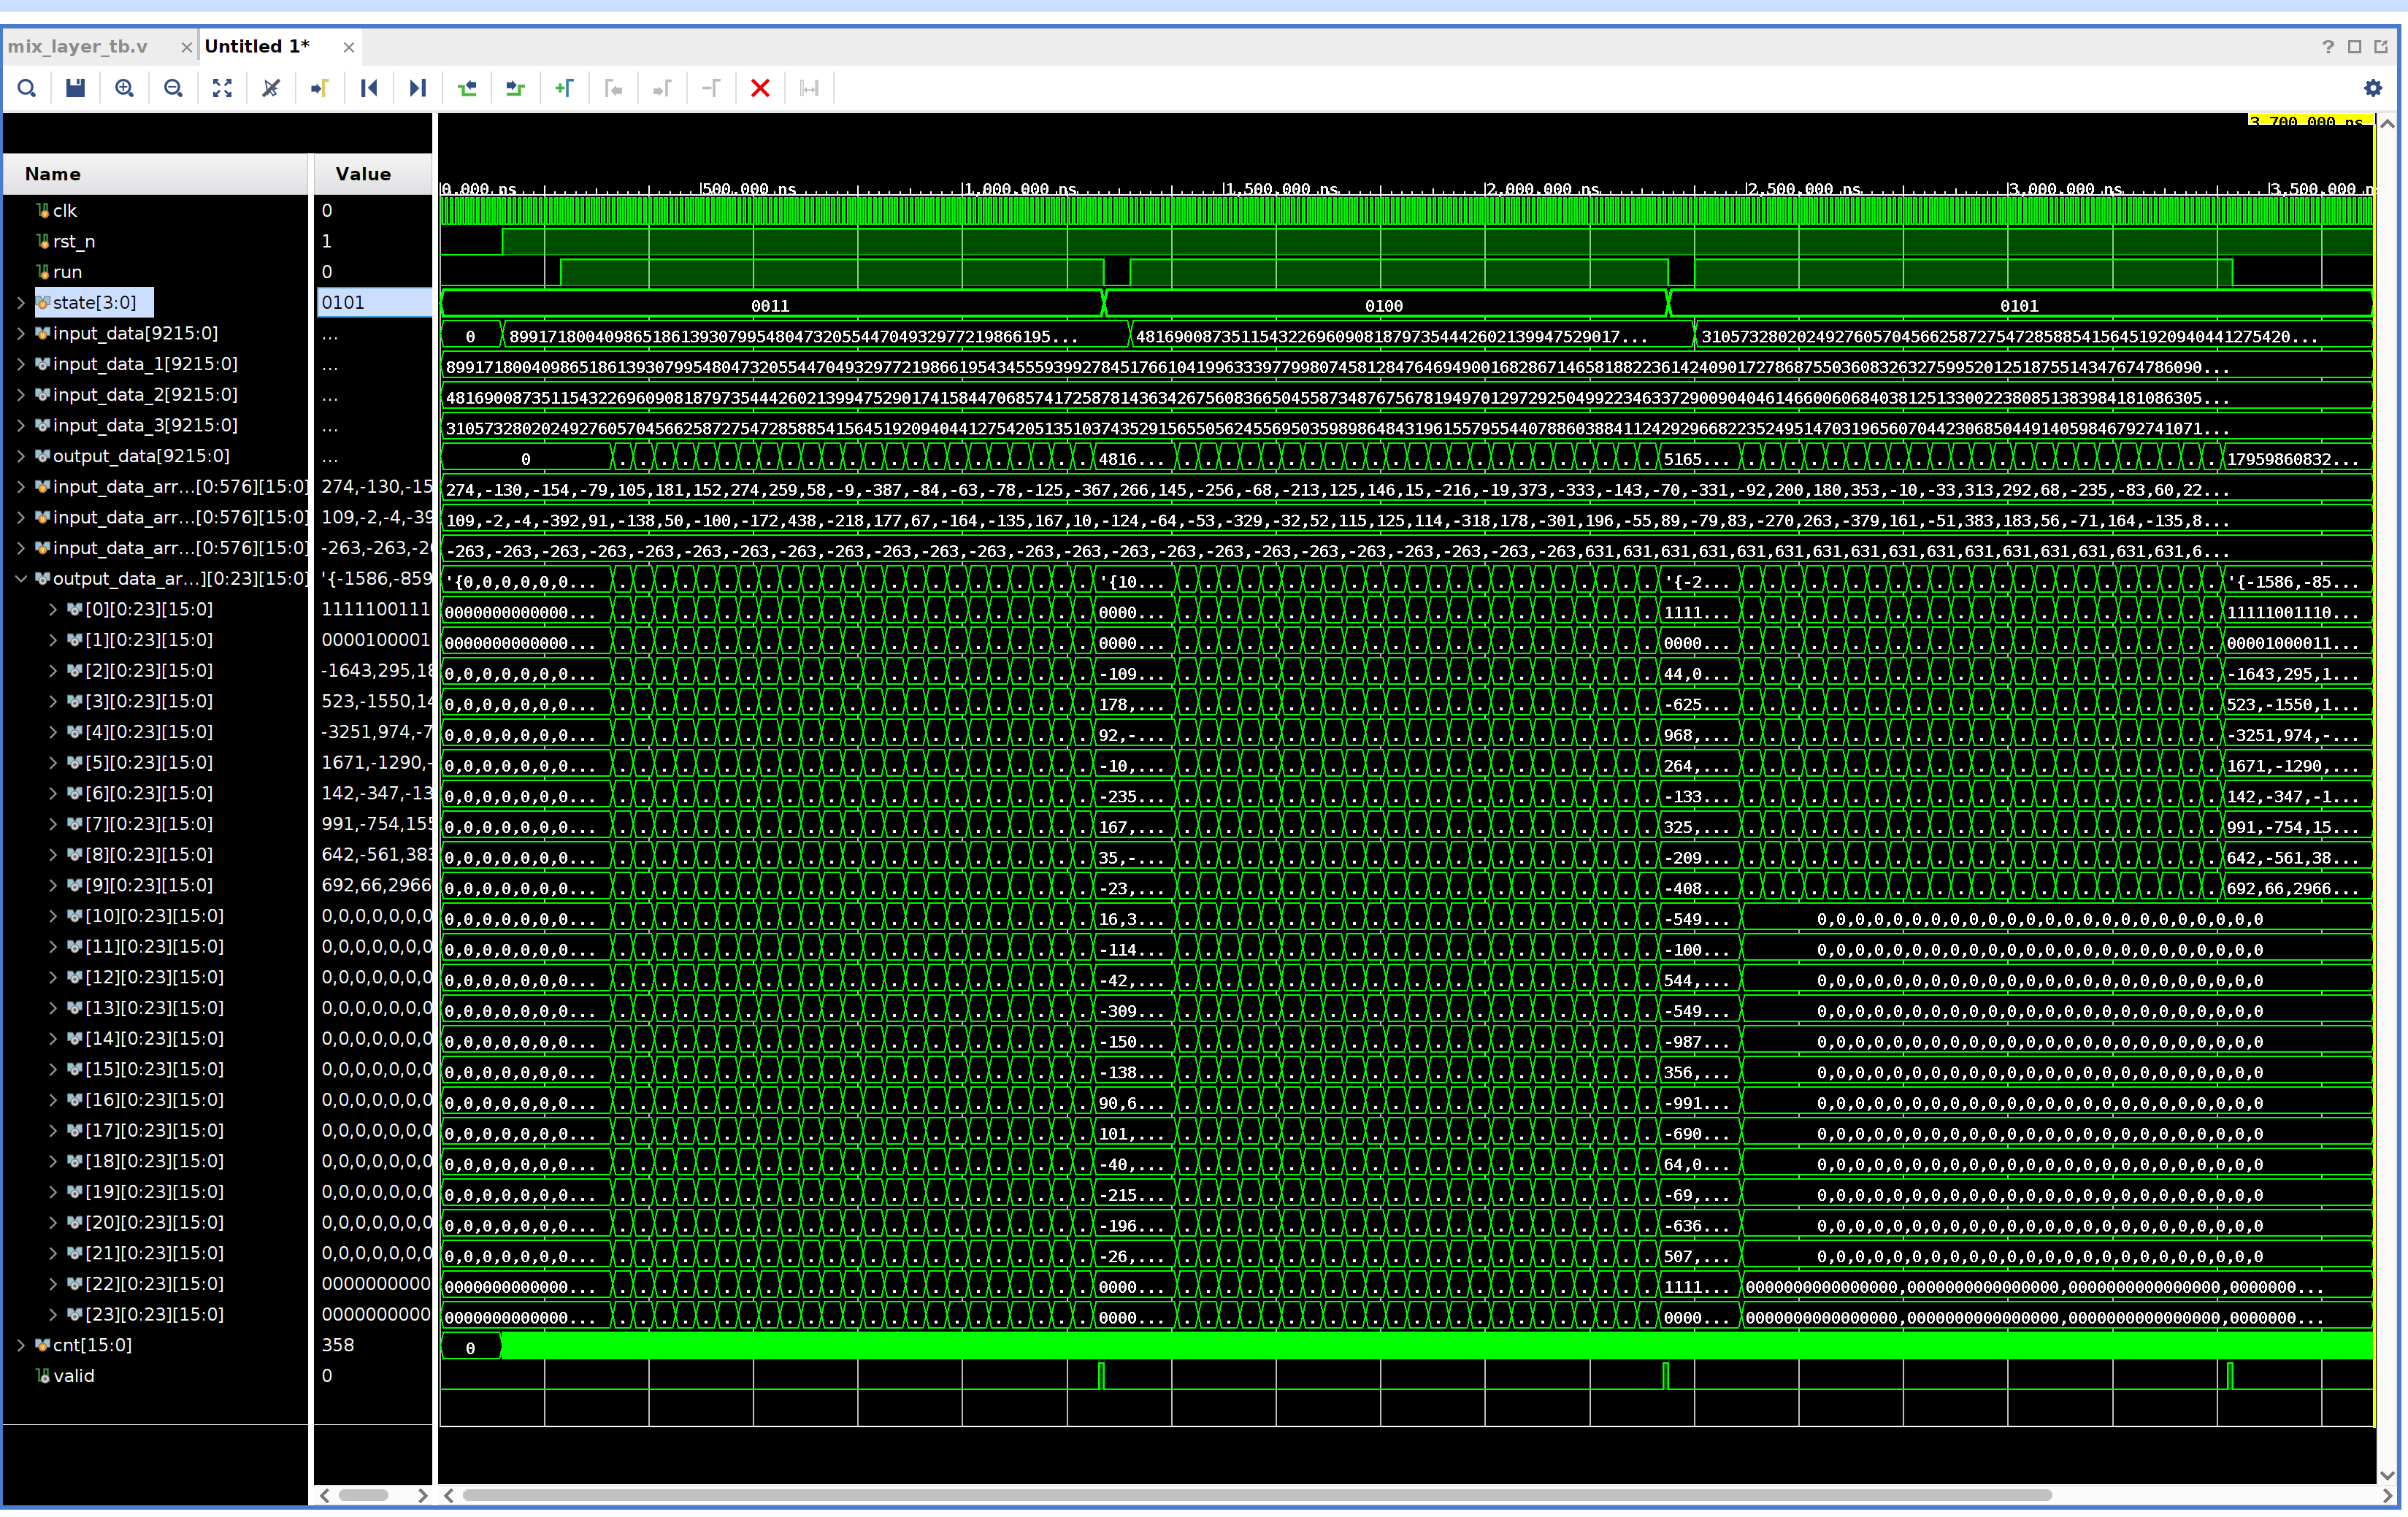 mix_layer_tb.v × Untitled 1* ×
3,700.000 ns
Name Value
0.000 ns 500.000 ns 1,000.000 ns 1,500.000 ns 2,000.000 ns 2,500.000 ns 3,000.000 ns 3,500.000 n
clk 0
rst_n 1
run 0
state[3:0] 0101 0011 0100 0101
input_data[9215:0] ... 0 899171800409865186139307995480473205544704932977219866195... 48169008735115432269609081879735444260213994752901​7... 310573280202492760570456625872754728588541564519209404412​75420...
input_data_1[9215:0] ...
input_data_2[9215:0] ...
input_data_3[9215:0] ...
output_data[9215:0] ... 0 4816... 5165... 17959860832...
input_data_arr...[0:576][15:0] 274,-130,-15 274,-130,-154,-79,105,181,152,274,259,58,-9,-387,-84,-63,-78,-125,-367,266,145,-256,-68,-213,125,146,15,-216,-19,373,-333,-143,-70,-331,-92,200,180,353,-10,-33,313,292,68,-235,-83,60,22...
input_data_arr...[0:576][15:0] 109,-2,-4,-39 109,-2,-4,-392,91,-138,50,-100,-172,438,-218,177,67,-164,-135,167,10,-124,-64,-53,-329,-32,52,115,125,114,-318,178,-301,196,-55,89,-79,83,-270,263,-379,161,-51,383,183,56,-71,164,-135,8...
input_data_arr...[0:576][15:0] -263,-263,-2 -263,-263,-263,-263,-263,-263,-263,-263,-263,-263,-263,-263,-263,-263,-263,-263,-263,-263,-263,-263,-263,-263,-263,-263,631,631,631,631,631,631,631,631,631,631,631,631,6...
output_data_ar...][0:23][15:0] '{-1586,-859 '{0,0,0,0,0,0... '{10... '{-2... '{-1586,-85...
[0][0:23][15:0] 1111100111 0000000000000... 0000... 1111... 11111001110...
[1][0:23][15:0] 0000100001 0000000000000... 0000... 0000... 00001000011...
[2][0:23][15:0] -1643,295,18 0,0,0,0,0,0,0... -109... 44,0... -1643,295,1...
[3][0:23][15:0] 523,-1550,14 0,0,0,0,0,0,0... 178,... -625... 523,-1550,1...
[4][0:23][15:0] -3251,974,-7 0,0,0,0,0,0,0... 92,-... 968,... -3251,974,-...
[5][0:23][15:0] 1671,-1290,- 0,0,0,0,0,0,0... -10,... 264,... 1671,-1290,...
[6][0:23][15:0] 142,-347,-13 0,0,0,0,0,0,0... -235... -133... 142,-347,-1...
[7][0:23][15:0] 991,-754,155 0,0,0,0,0,0,0... 167,... 325,... 991,-754,15...
[8][0:23][15:0] 642,-561,383 0,0,0,0,0,0,0... 35,-... -209... 642,-561,38...
[9][0:23][15:0] 692,66,2966 0,0,0,0,0,0,0... -23,... -408... 692,66,2966...
[10][0:23][15:0] 0,0,0,0,0,0,0 0,0,0,0,0,0,0... 16,3... -549... 0,0,0,0,0,0,0,0,0,0,0,0,0,0,0,0,0,0,0,0,0,0,0,0
[11][0:23][15:0] 0,0,0,0,0,0,0 0,0,0,0,0,0,0... -114... -100... 0,0,0,0,0,0,0,0,0,0,0,0,0,0,0,0,0,0,0,0,0,0,0,0
[12][0:23][15:0] 0,0,0,0,0,0,0 0,0,0,0,0,0,0... -42,... 544,... 0,0,0,0,0,0,0,0,0,0,0,0,0,0,0,0,0,0,0,0,0,0,0,0
[13][0:23][15:0] 0,0,0,0,0,0,0 0,0,0,0,0,0,0... -309... -549... 0,0,0,0,0,0,0,0,0,0,0,0,0,0,0,0,0,0,0,0,0,0,0,0
[14][0:23][15:0] 0,0,0,0,0,0,0 0,0,0,0,0,0,0... -150... -987... 0,0,0,0,0,0,0,0,0,0,0,0,0,0,0,0,0,0,0,0,0,0,0,0
[15][0:23][15:0] 0,0,0,0,0,0,0 0,0,0,0,0,0,0... -138... 356,... 0,0,0,0,0,0,0,0,0,0,0,0,0,0,0,0,0,0,0,0,0,0,0,0
[16][0:23][15:0] 0,0,0,0,0,0,0 0,0,0,0,0,0,0... 90,6... -991... 0,0,0,0,0,0,0,0,0,0,0,0,0,0,0,0,0,0,0,0,0,0,0,0
[17][0:23][15:0] 0,0,0,0,0,0,0 0,0,0,0,0,0,0... 101,... -690... 0,0,0,0,0,0,0,0,0,0,0,0,0,0,0,0,0,0,0,0,0,0,0,0
[18][0:23][15:0] 0,0,0,0,0,0,0 0,0,0,0,0,0,0... -40,... 64,0... 0,0,0,0,0,0,0,0,0,0,0,0,0,0,0,0,0,0,0,0,0,0,0,0
[19][0:23][15:0] 0,0,0,0,0,0,0 0,0,0,0,0,0,0... -215... -69,... 0,0,0,0,0,0,0,0,0,0,0,0,0,0,0,0,0,0,0,0,0,0,0,0
[20][0:23][15:0] 0,0,0,0,0,0,0 0,0,0,0,0,0,0... -196... -636... 0,0,0,0,0,0,0,0,0,0,0,0,0,0,0,0,0,0,0,0,0,0,0,0
[21][0:23][15:0] 0,0,0,0,0,0,0 0,0,0,0,0,0,0... -26,... 507,... 0,0,0,0,0,0,0,0,0,0,0,0,0,0,0,0,0,0,0,0,0,0,0,0
[22][0:23][15:0] 0000000000 0000000000000... 0000... 1111... 0000000000000000,0000000000000000,0000000000000000,0000000...
[23][0:23][15:0] 0000000000 0000000000000... 0000... 0000... 0000000000000000,0000000000000000,0000000000000000,0000000...
cnt[15:0] 358 0
valid 0